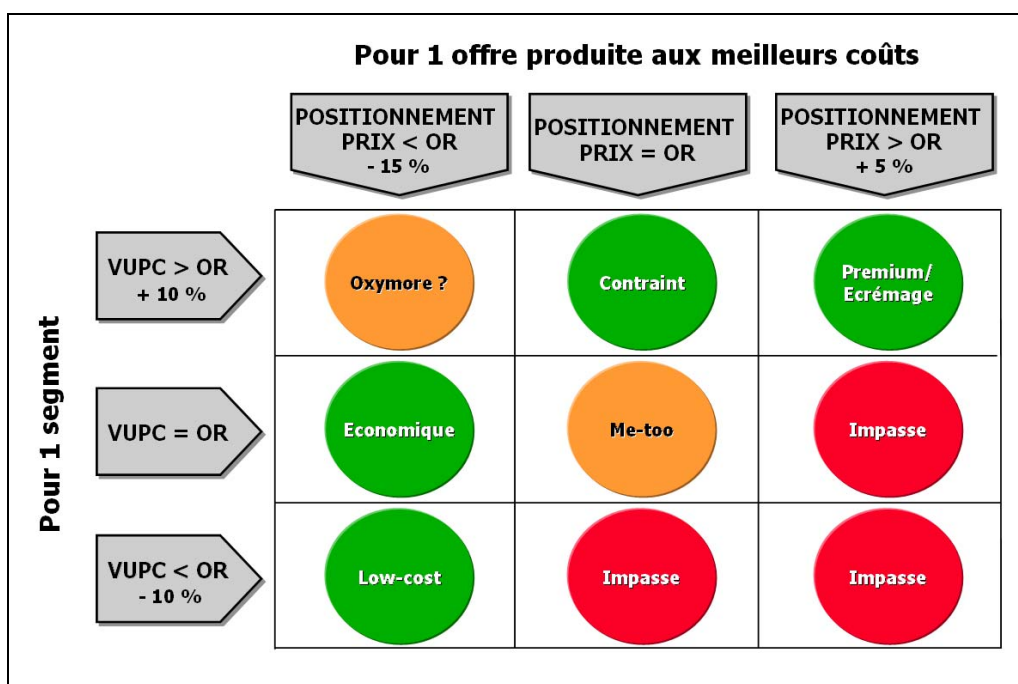 Pour 1 offre produite aux meilleurs coûts
POSITIONNEMENT
PRIX < OR
- 15 %
POSITIONNEMENT
PRIX = OR
POSITIONNEMENT
PRIX > OR
+ 5 %
Pour 1 segment
VUPC > OR
+ 10 %
Oxymore ?
Contraint
Premium/
Ecrémage
VUPC = OR
Economique
Me-too
Impasse
VUPC < OR
- 10 %
Low-cost
Impasse
Impasse